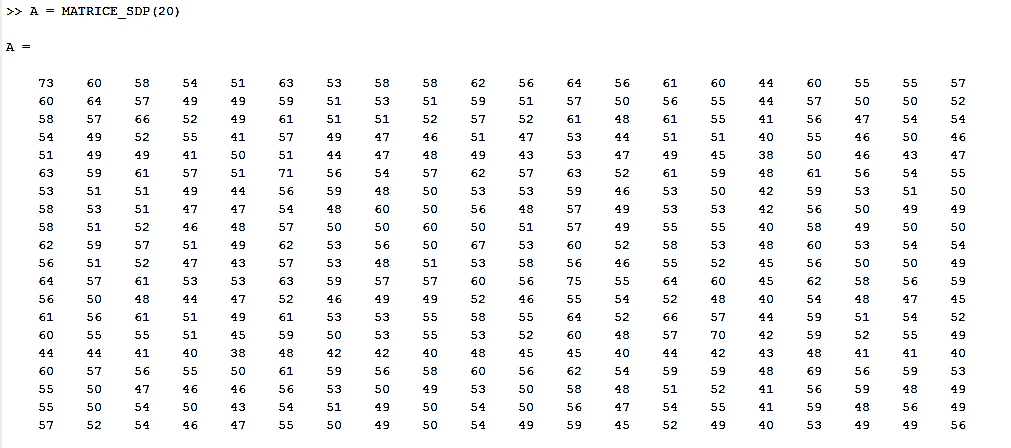 >> A = MATRICE_SDP(20)
A =
73 60 58 54 51 63 53 58 58 62 56 64 56 61 60 44 60 55 55 57
60 64 57 49 49 59 51 53 51 59 51 57 50 56 55 44 57 50 50 52
58 57 66 52 49 61 51 51 52 57 52 61 48 61 55 41 56 47 54 54
54 49 52 55 41 57 49 47 46 51 47 53 44 51 51 40 55 46 50 46
51 49 49 41 50 51 44 47 48 49 43 53 47 49 45 38 50 46 43 47
63 59 61 57 51 71 56 54 57 62 57 63 52 61 59 48 61 56 54 55
53 51 51 49 44 56 59 48 50 53 53 59 46 53 50 42 59 53 51 50
58 53 51 47 47 54 48 60 50 56 48 57 49 53 53 42 56 50 49 49
58 51 52 46 48 57 50 50 60 50 51 57 49 55 55 40 58 49 50 50
62 59 57 51 49 62 53 56 50 67 53 60 52 58 53 48 60 53 54 54
56 51 52 47 43 57 53 48 51 53 58 56 46 55 52 45 56 50 50 49
64 57 61 53 53 63 59 57 57 60 56 75 55 64 60 45 62 58 56 59
56 50 48 44 47 52 46 49 49 52 46 55 54 52 48 40 54 48 47 45
61 56 61 51 49 61 53 53 55 58 55 64 52 66 57 44 59 51 54 52
60 55 55 51 45 59 50 53 55 53 52 60 48 57 70 42 59 52 55 49
44 44 41 40 38 48 42 42 40 48 45 45 40 44 42 43 48 41 41 40
60 57 56 55 50 61 59 56 58 60 56 62 54 59 59 48 69 56 59 53
55 50 47 46 46 56 53 50 49 53 50 58 48 51 52 41 56 59 48 49
55 50 54 50 43 54 51 49 50 54 50 56 47 54 55 41 59 48 56 49
57 52 54 46 47 55 50 49 50 54 49 59 45 52 49 40 53 49 49 56